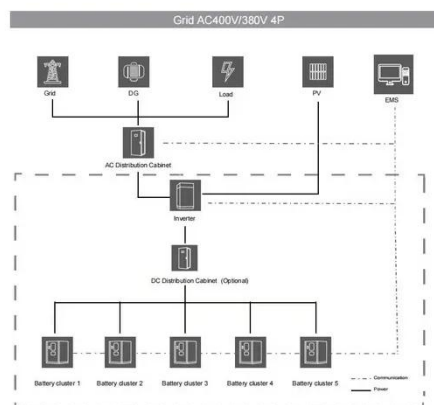 Grid AC400V/380V 4P
Grid
DG
Load
PV
EMS
AC Distribution Cabinet
Inverter
DC Distribution Cabinet (Optional)
Battery cluster 1
Battery cluster 2
Battery cluster 3
Battery cluster 4
Battery cluster 5
Communication
Power